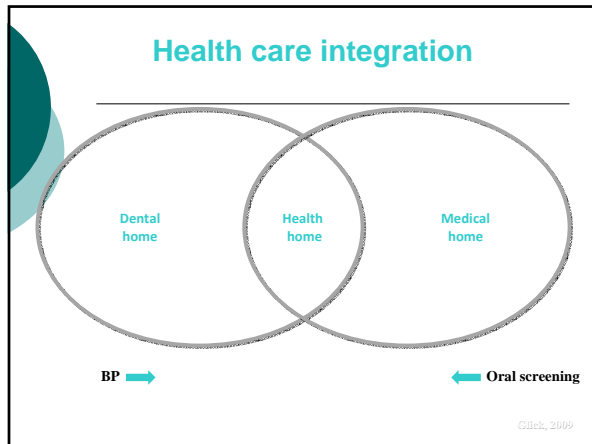 Health care integration
Dental
home
Health
home
Medical
home
BP
Oral screening
Glick, 2009